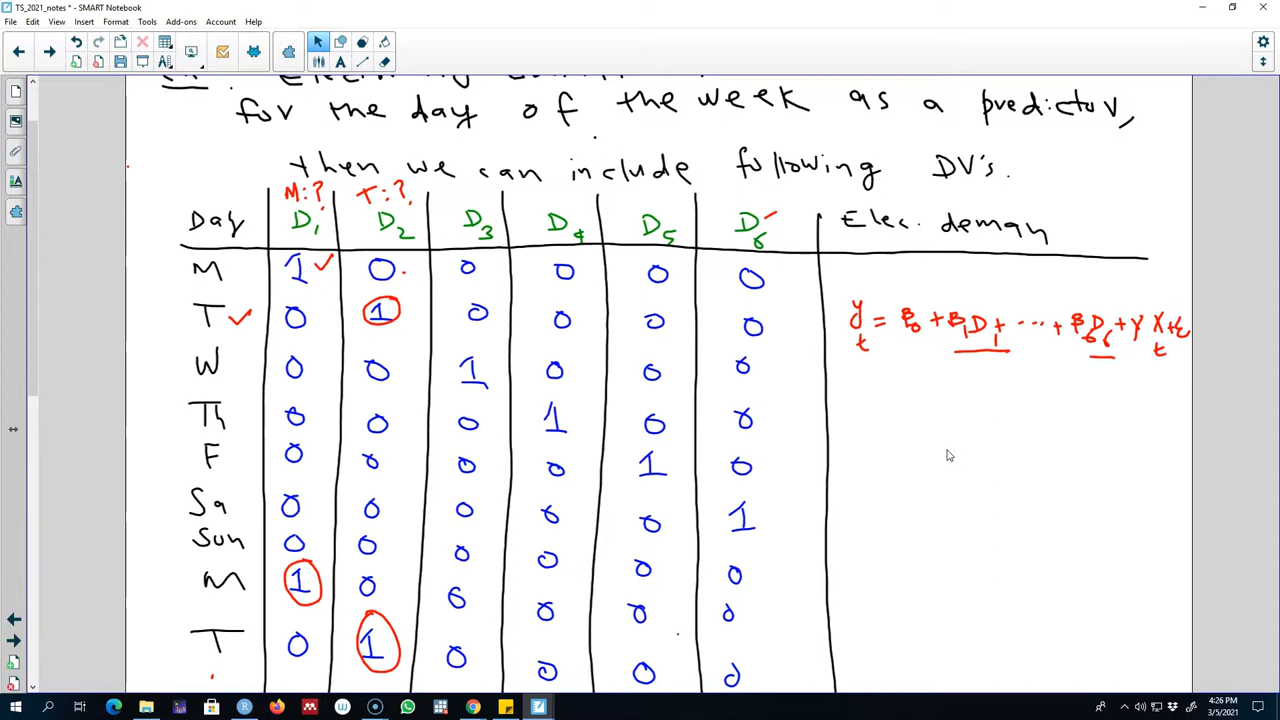 TS_2021_notes * - SMART Notebook
File Edit View Insert Format Tools Add-ons Account Help
for the day of the week as a predictor,
then we can include following DV's.
M:? T:?
Day D1 D2 D3 D4 D5 D6 Elec. deman
M 1 0 0 0 0 0
T 0 1 0 0 0 0 yt = B0 + B1D1 + ... + B6D6 + γ Xt + ε
W 0 0 1 0 0 0
Th 0 0 0 1 0 0
F 0 0 0 0 1 0
Sa 0 0 0 0 0 1
Sun 0 0 0 0 0 0
M 1 0 0 0 0 0
T 0 1 0 0 0 0
4:26 PM
3/5/2021